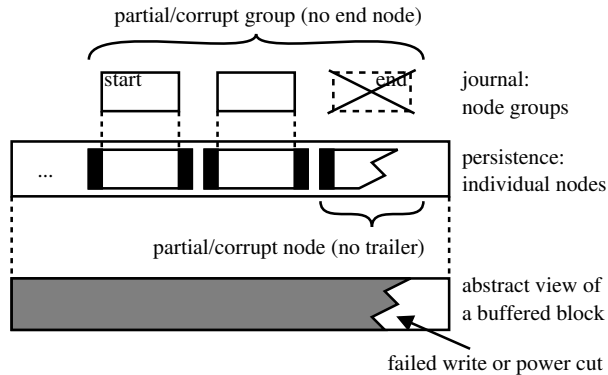 partial/corrupt group (no end node)
start
end
journal:
node groups
...
persistence:
individual nodes
partial/corrupt node (no trailer)
abstract view of
a buffered block
failed write or power cut